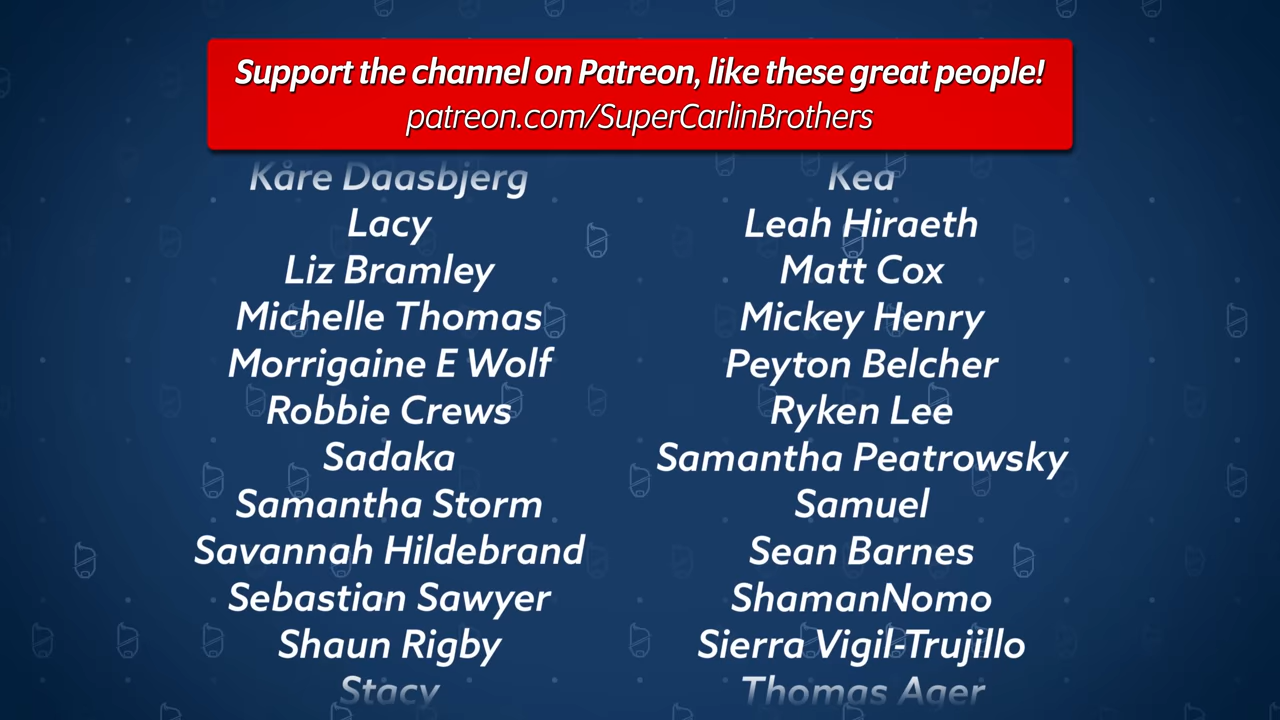 Support the channel on Patreon, like these great people!
patreon.com/SuperCarlinBrothers
Kåre Daasbjerg
Kea
Lacy
Leah Hiraeth
Liz Bramley
Matt Cox
Michelle Thomas
Mickey Henry
Morrigaine E Wolf
Peyton Belcher
Robbie Crews
Ryken Lee
Sadaka
Samantha Peatrowsky
Samantha Storm
Samuel
Savannah Hildebrand
Sean Barnes
Sebastian Sawyer
ShamanNomo
Shaun Rigby
Sierra Vigil-Trujillo
Stacy
Thomas Ager